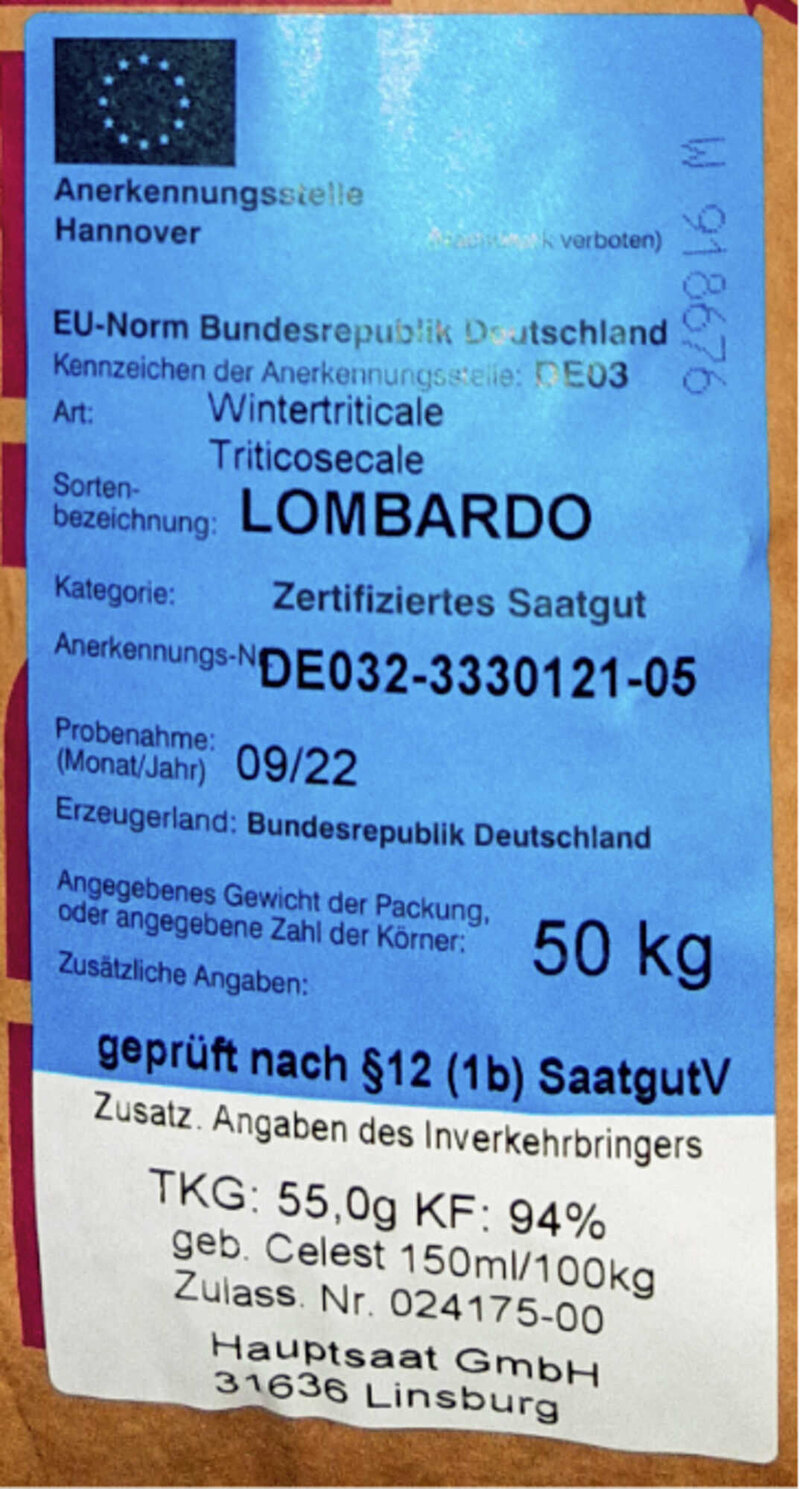 Anerkennungsstelle
Hannover
verboten)
W 918676
EU-Norm Bundesrepublik Deutschland
Kennzeichen der Anerkennungsstelle: DE03
Art: Wintertriticale
Triticosecale
Sorten-
bezeichnung: LOMBARDO
Kategorie: Zertifiziertes Saatgut
Anerkennungs-N DE032-3330121-05
Probenahme:
(Monat/Jahr) 09/22
Erzeugerland: Bundesrepublik Deutschland
Angegebenes Gewicht der Packung,
oder angegebene Zahl der Körner: 50 kg
Zusätzliche Angaben:
geprüft nach §12 (1b) SaatgutV
Zusatz. Angaben des Inverkehrbringers
TKG: 55,0g KF: 94%
geb. Celest 150ml/100kg
Zulass. Nr. 024175-00
Hauptsaat GmbH
31636 Linsburg